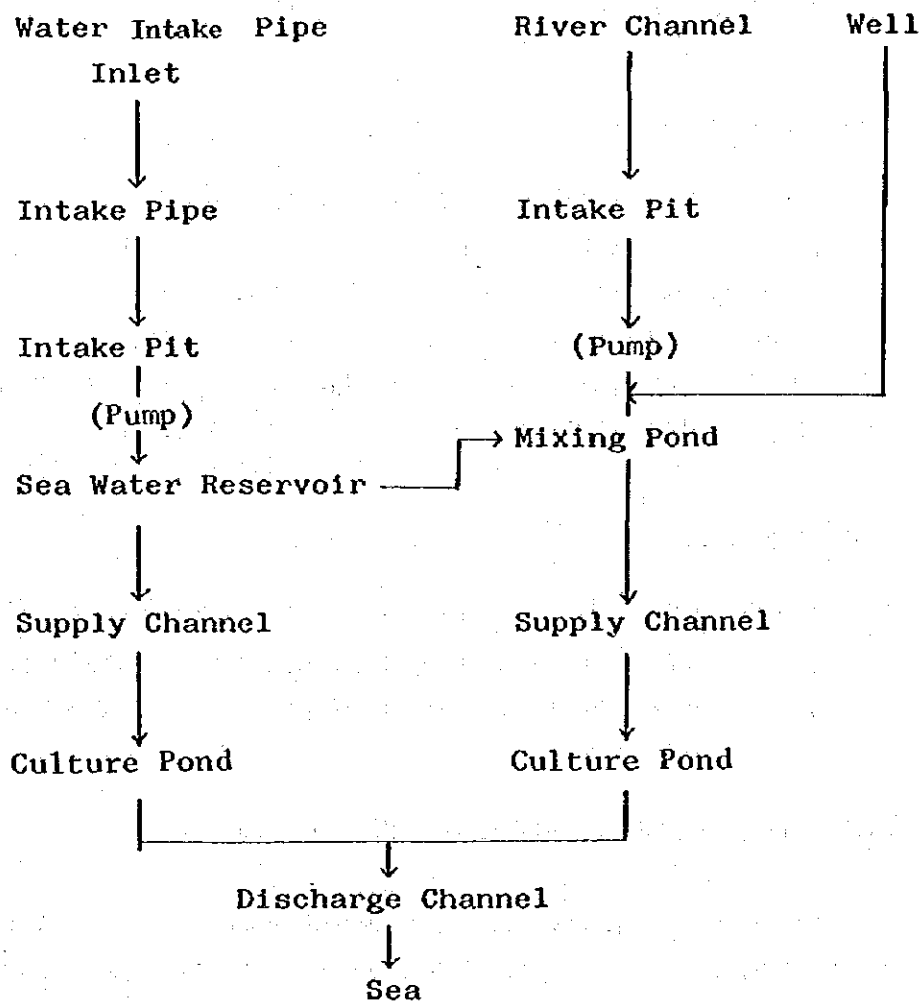 Water Intake Pipe
Inlet
River Channel
Well
Intake Pipe
Intake Pit
Intake Pit
(Pump)
(Pump)
Mixing Pond
Sea Water Reservoir
Supply Channel
Supply Channel
Culture Pond
Culture Pond
Discharge Channel
Sea